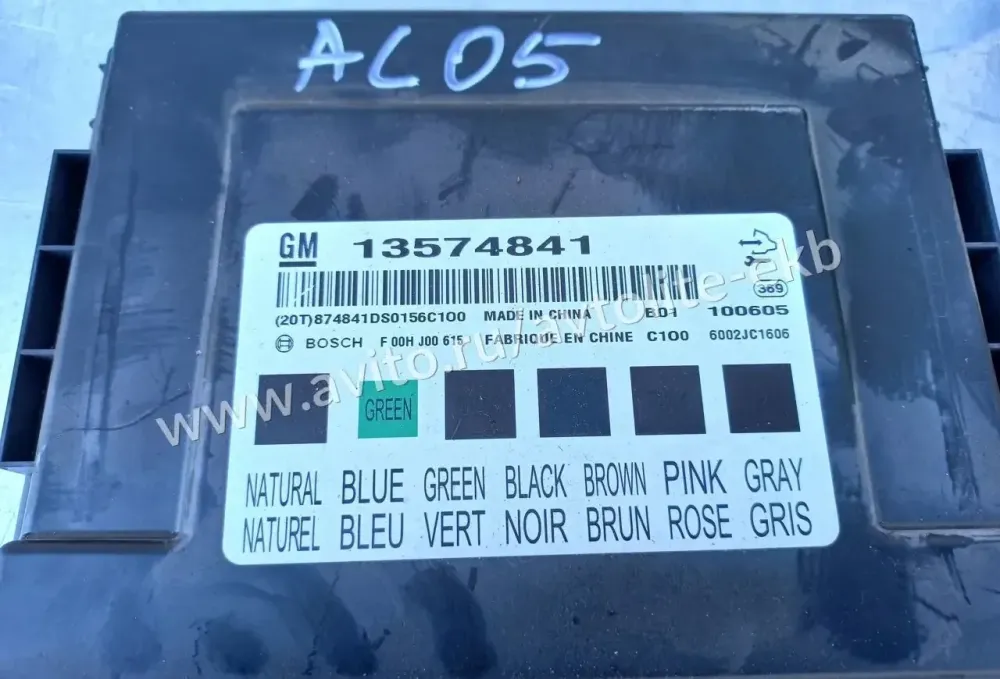 AC05
GM 13574841
(20T)874841DS0156C100 MADE IN CHINA BD1 100605
369
BOSCH F 00H J00 615 FABRIQUE EN CHINE C100 6002JC1606
GREEN
NATURAL BLUE GREEN BLACK BROWN PINK GRAY
NATUREL BLEU VERT NOIR BRUN ROSE GRIS
www.avito.ru/avtolite-ekb